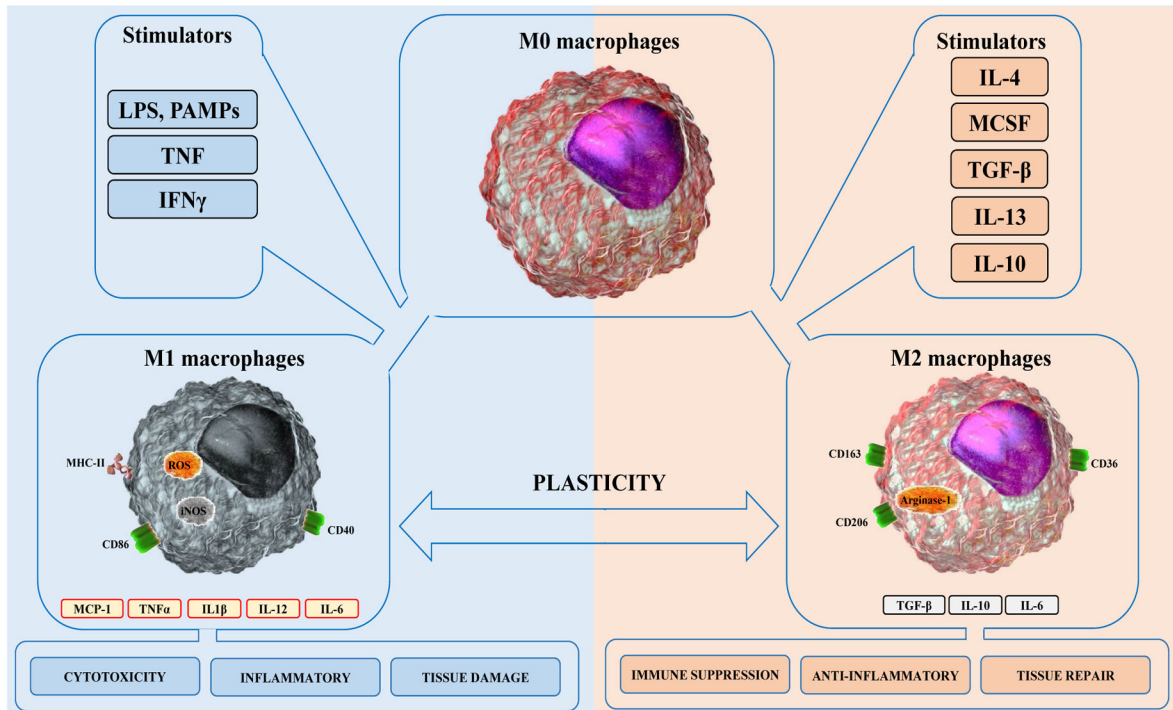 Stimulators
LPS, PAMPs
TNF
IFNγ
M0 macrophages
Stimulators
IL-4
MCSF
TGF-β
IL-13
IL-10
M1 macrophages
MHC-II
ROS
iNOS
CD86
CD40
MCP-1
TNFα
IL1β
IL-12
IL-6
PLASTICITY
M2 macrophages
CD163
CD36
Arginase-1
CD206
TGF-β
IL-10
IL-6
CYTOTOXICITY
INFLAMMATORY
TISSUE DAMAGE
IMMUNE SUPPRESSION
ANTI-INFLAMMATORY
TISSUE REPAIR